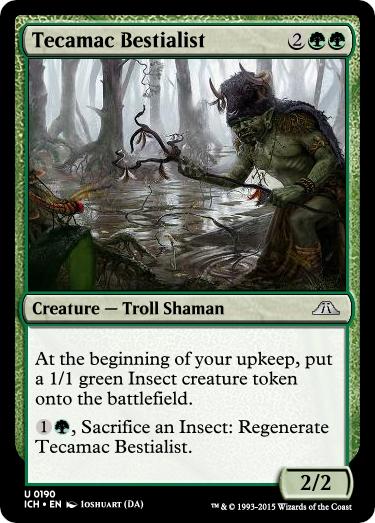 Tecamac Bestialist 2
Creature — Troll Shaman
At the beginning of your upkeep, put
a 1/1 green Insect creature token
onto the battlefield.
1, Sacrifice an Insect: Regenerate
Tecamac Bestialist.
2/2
U 0190
ICH • EN Ioshuart (DA)
™ & © 1993-2015 Wizards of the Coast